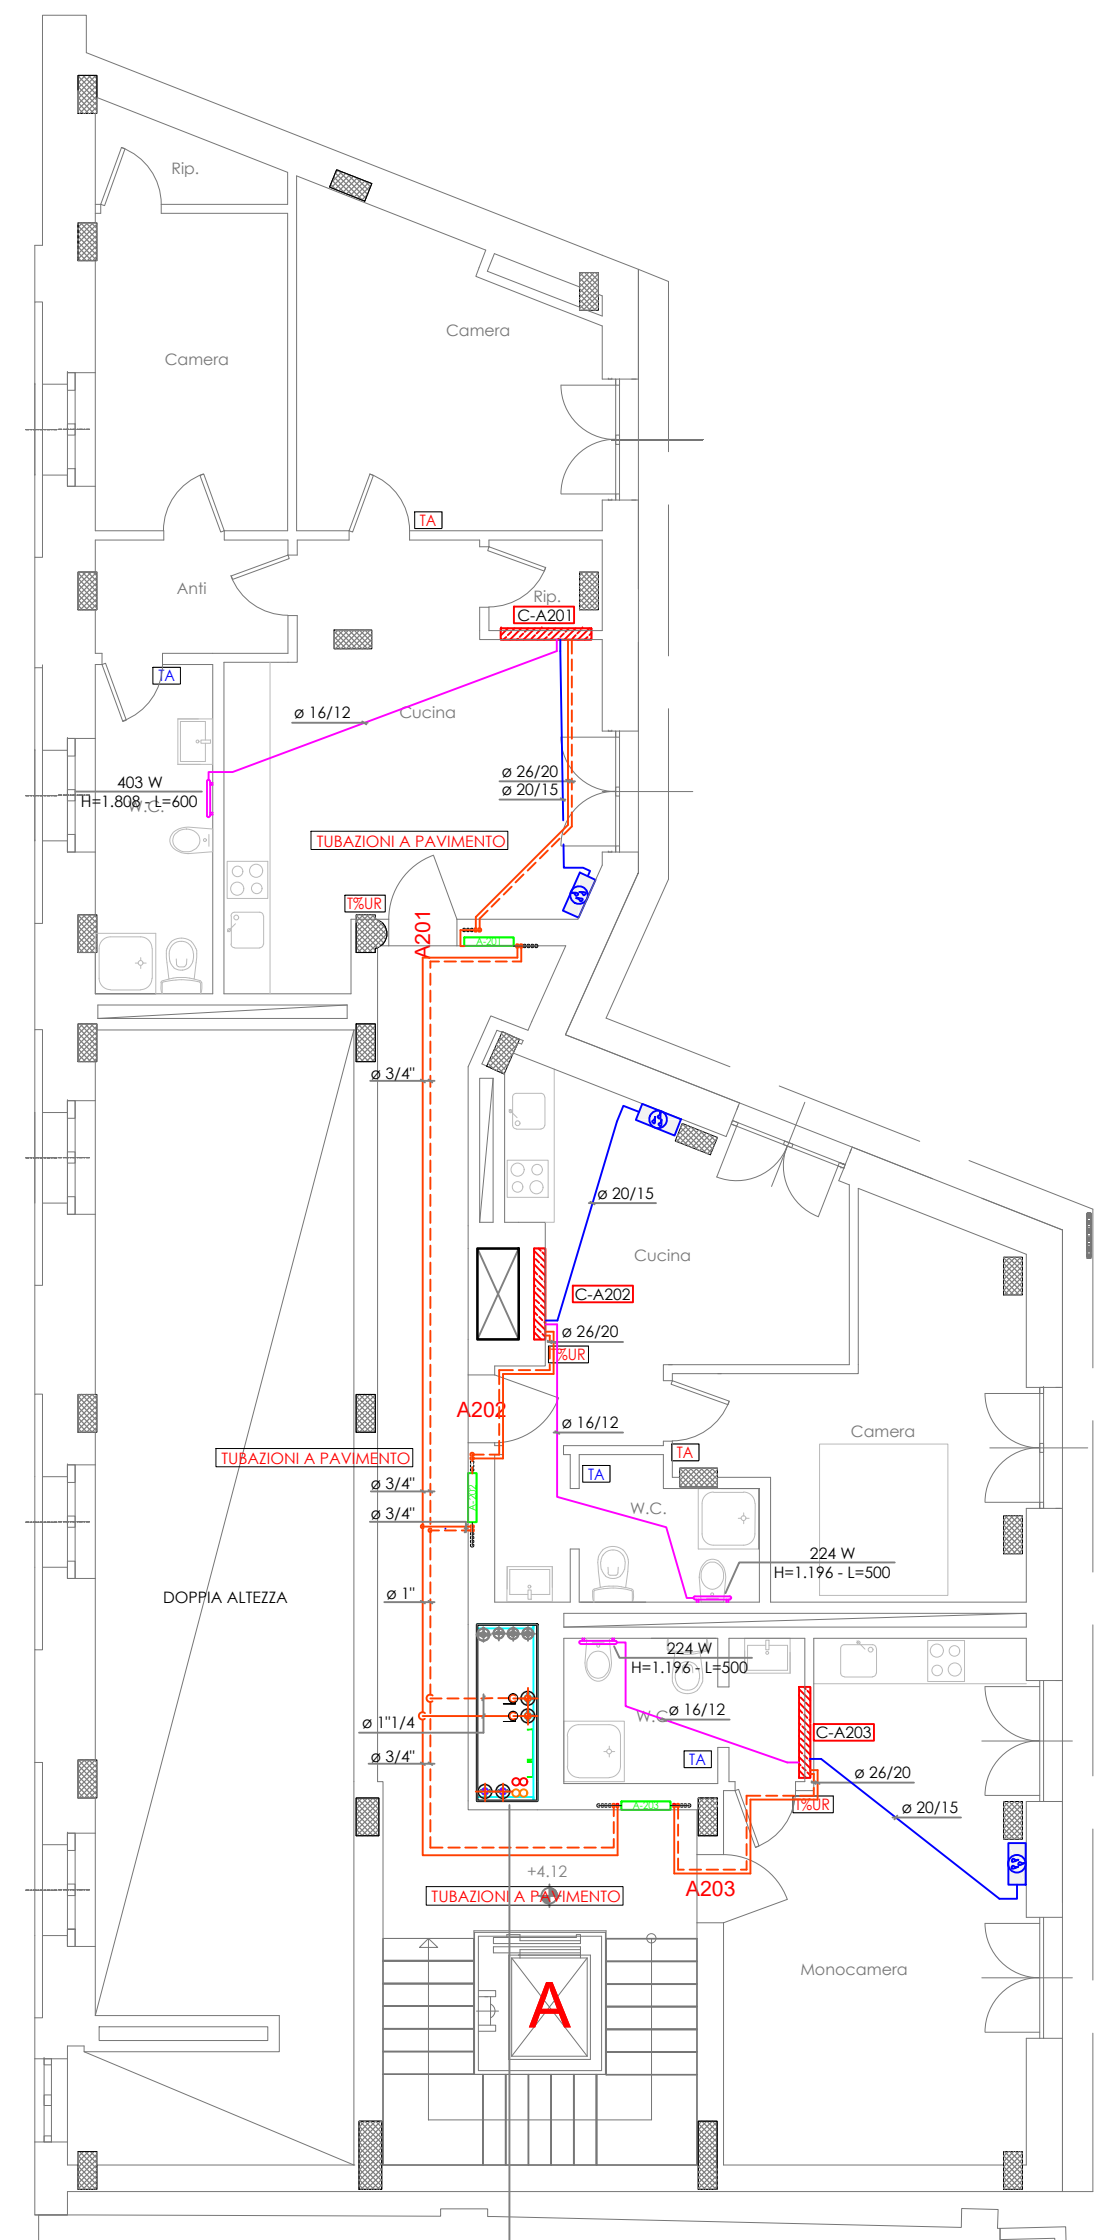 Rip.
Camera
Camera
TA
Anti
Rip.
C-A201
TA
ø 16/12
Cucina
ø 26/20
ø 20/15
403 W
H=1.808 - L=600
W.C.
TUBAZIONI A PAVIMENTO
T%UR
A201
A-201
ø 3/4"
ø 20/15
Cucina
C-A202
ø 26/20
T%UR
A202
ø 16/12
Camera
TUBAZIONI A PAVIMENTO
TA
TA
ø 3/4"
A-202
ø 3/4"
W.C.
224 W
H=1.196 - L=500
DOPPIA ALTEZZA
ø 1"
224 W
H=1.196 - L=500
ø 16/12
W.C.
ø 1"1/4
C-A203
ø 3/4"
TA
ø 26/20
T%UR
A-203
ø 20/15
+4.12
TUBAZIONI A PAVIMENTO
A203
Monocamera
A